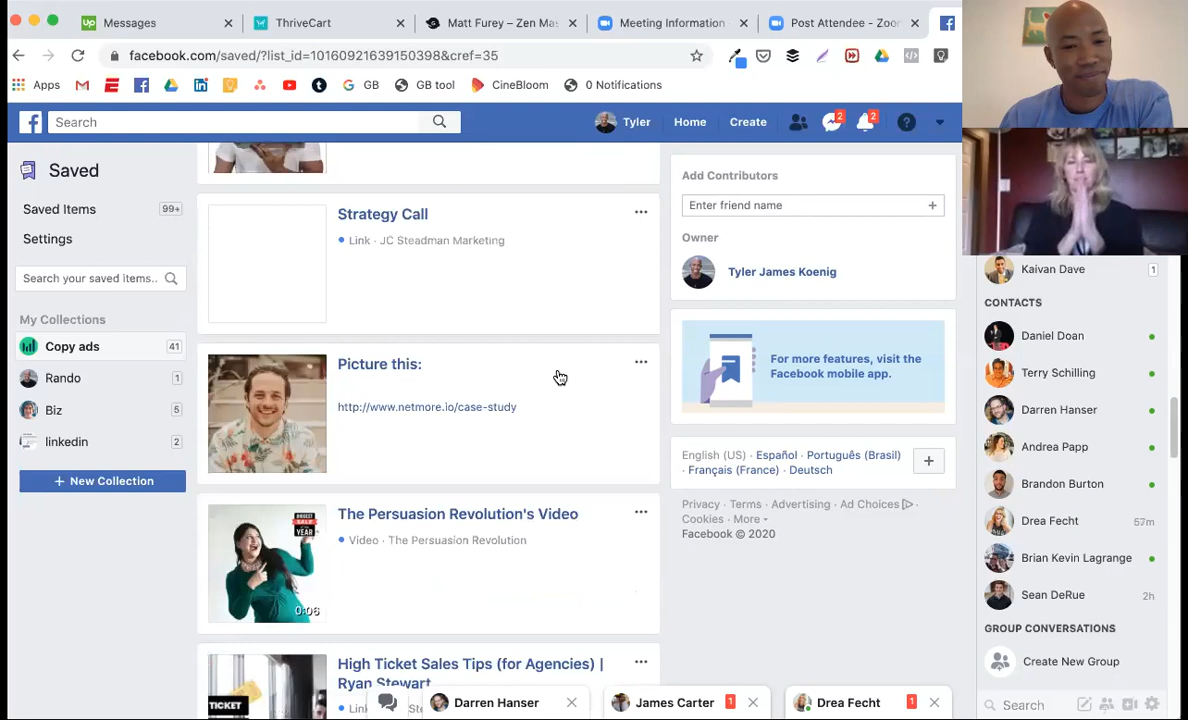 Messages
ThriveCart
Matt Furey – Zen Mas
Meeting Information
Post Attendee - Zoom
facebook.com/saved/?list_id=10160921639150398&cref=35
Apps
GB
GB tool
CineBloom
0 Notifications
Search
Tyler
Home
Create
2
2
Saved
Saved Items 99+
Settings
Search your saved items..
My Collections
Copy ads 41
Rando 1
Biz 5
linkedin 2
+ New Collection
Strategy Call
Link · JC Steadman Marketing
Picture this:
http://www.netmore.io/case-study
BIGGEST
SALE
YEAR
0:06
The Persuasion Revolution's Video
Video · The Persuasion Revolution
TICKET
High Ticket Sales Tips (for Agencies) |
Ryan Stewart
Add Contributors
Enter friend name
Owner
Tyler James Koenig
For more features, visit the
Facebook mobile app.
English (US) · Español · Português (Brasil)
· Français (France) · Deutsch
Privacy · Terms · Advertising · Ad Choices ·
Cookies · More
Facebook © 2020
Kaivan Dave 1
CONTACTS
Daniel Doan
Terry Schilling
Darren Hanser
Andrea Papp
Brandon Burton
Drea Fecht 57m
Brian Kevin Lagrange
Sean DeRue 2h
GROUP CONVERSATIONS
Create New Group
Search
Darren Hanser
James Carter 1
Drea Fecht 1